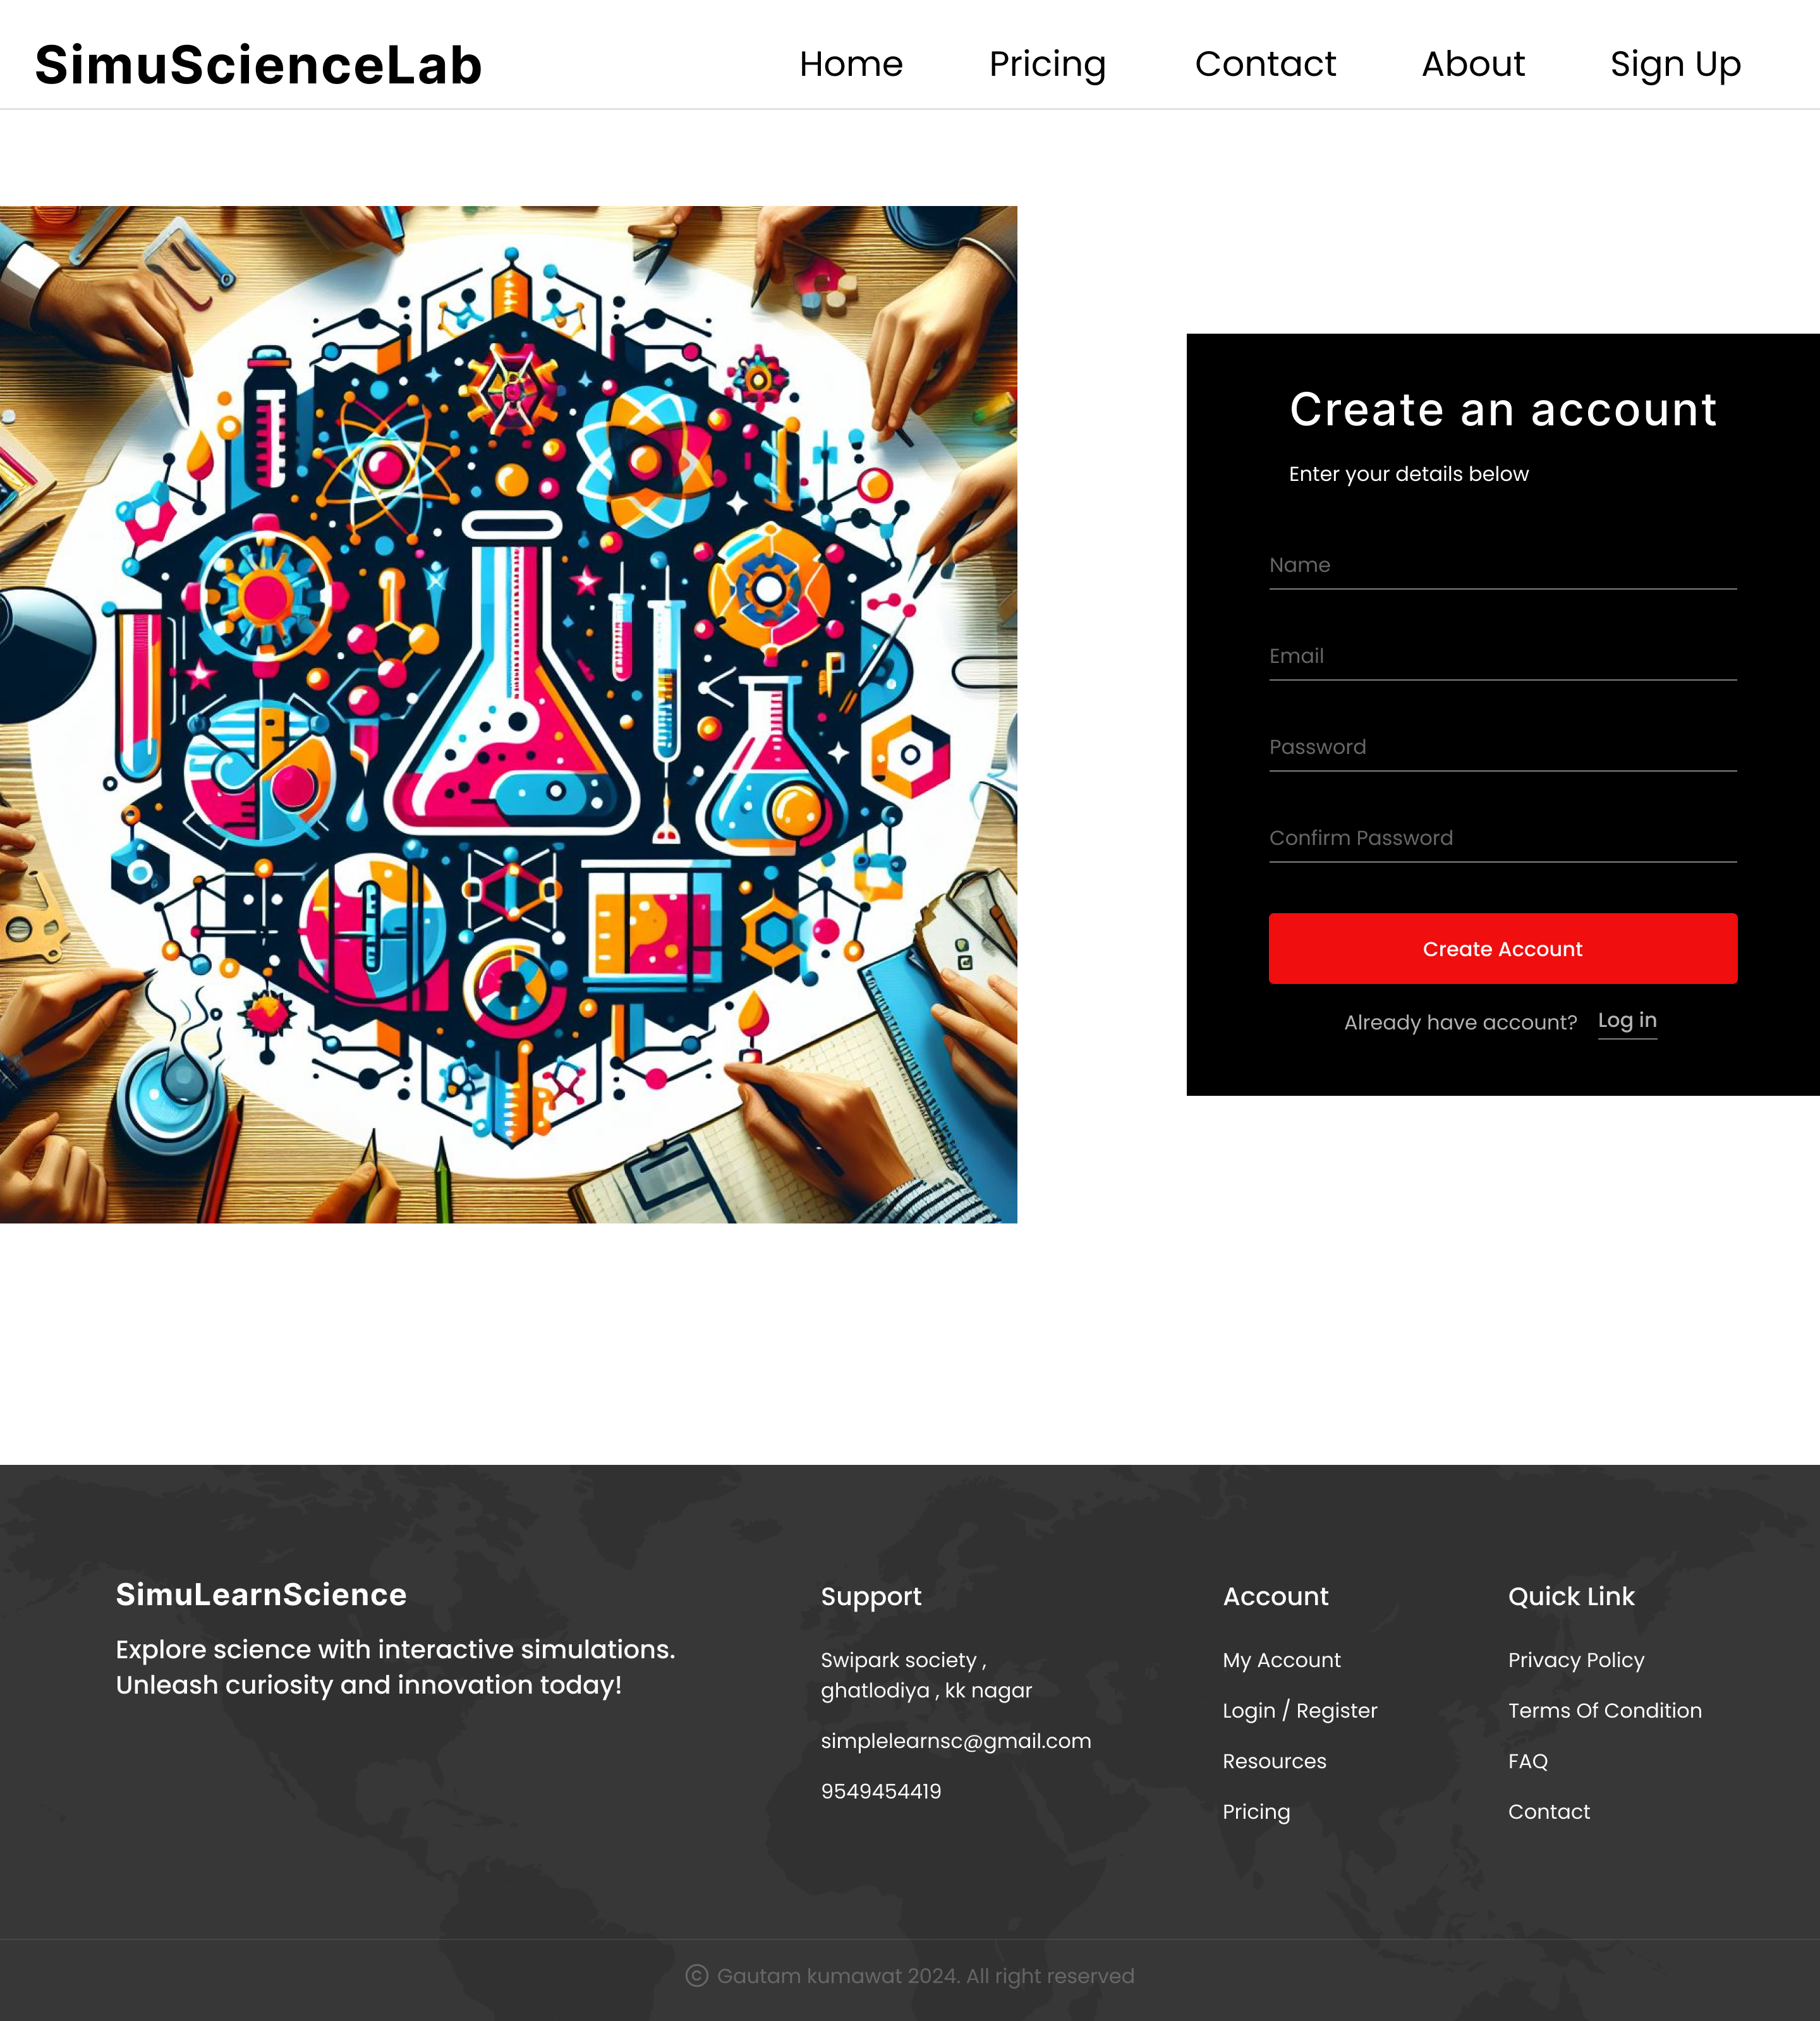 SimuScienceLab
Home Pricing Contact About Sign Up
Create an account
Enter your details below
Name
Email
Password
Confirm Password
Create Account
Already have account? Log in
SimuLearnScience
Explore science with interactive simulations.
Unleash curiosity and innovation today!
Support
Swipark society ,
ghatlodiya , kk nagar
simplelearnsc@gmail.com
9549454419
Account
My Account
Login / Register
Resources
Pricing
Quick Link
Privacy Policy
Terms Of Condition
FAQ
Contact
© Gautam kumawat 2024. All right reserved